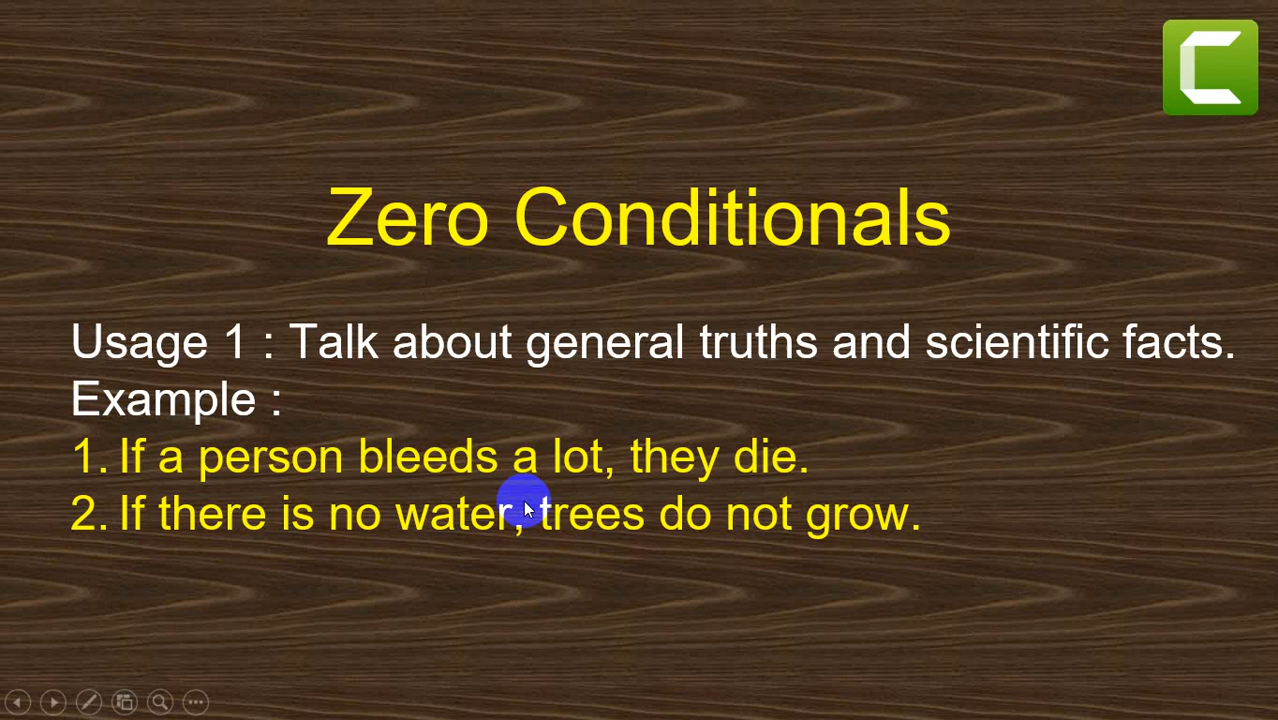 Zero Conditionals
Usage 1 : Talk about general truths and scientific facts.
Example :
1. If a person bleeds a lot, they die.
2. If there is no water, trees do not grow.